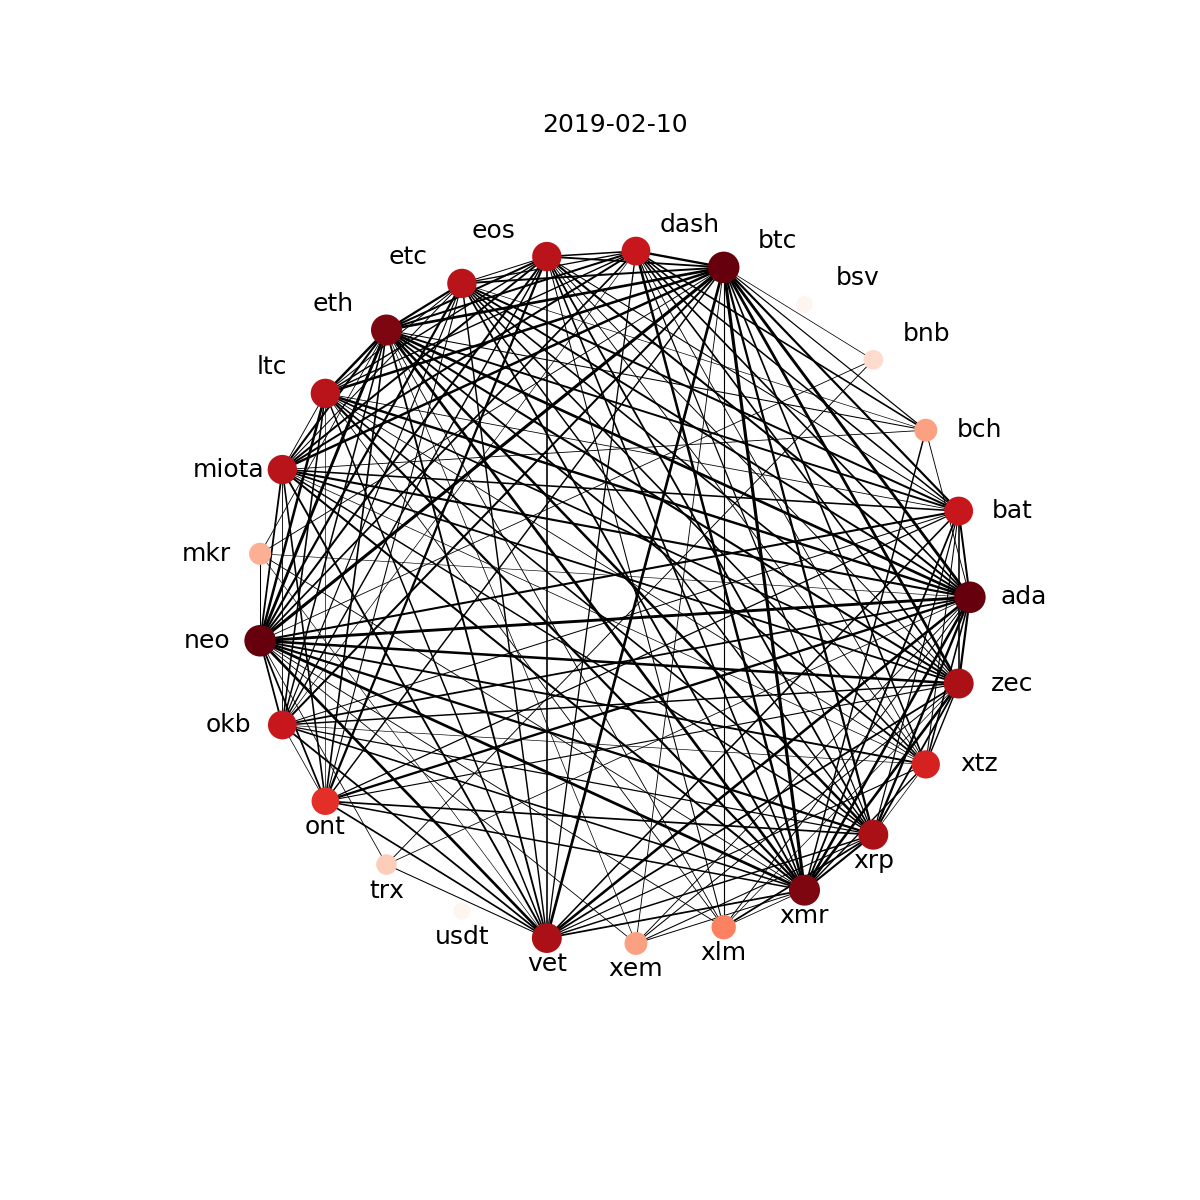 2019-02-10
dash
eos
btc
etc
bsv
eth
bnb
ltc
bch
miota
bat
mkr
ada
neo
zec
okb
xtz
ont
xrp
trx
xmr
usdt
xlm
vet
xem